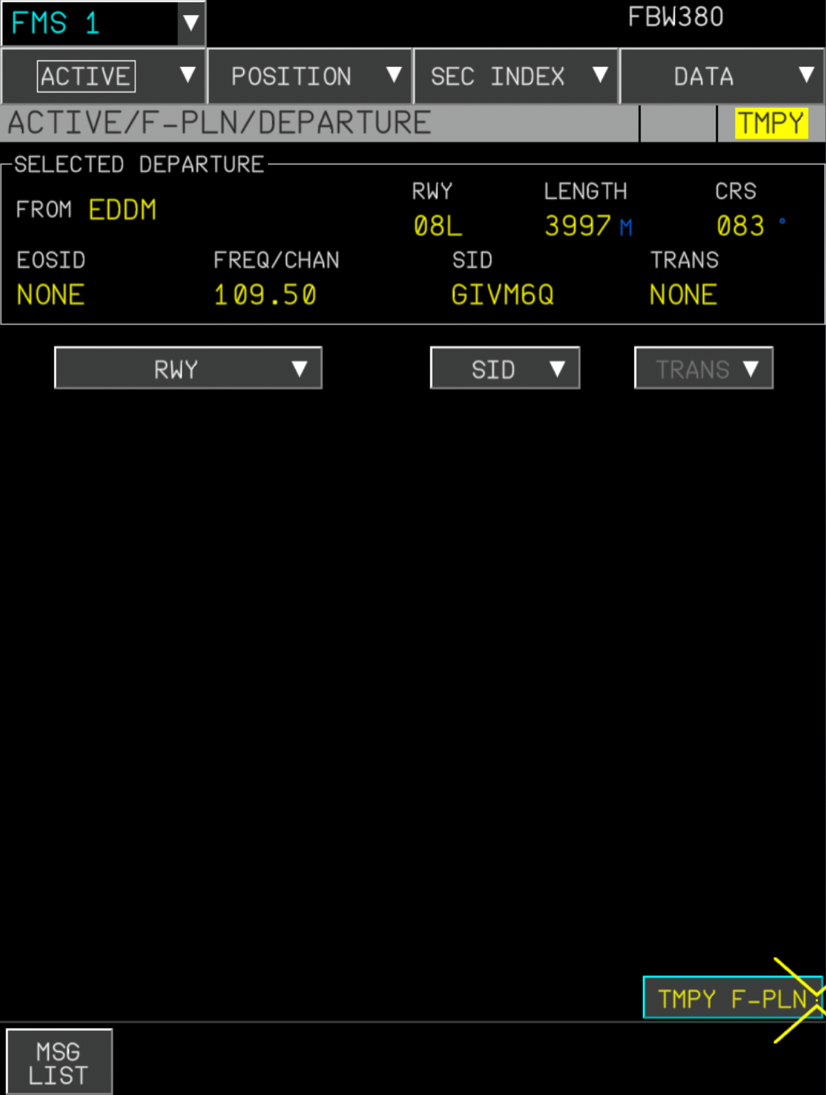 FMS 1 ▼ FBW380
ACTIVE ▼ POSITION ▼ SEC INDEX ▼ DATA ▼
ACTIVE/F-PLN/DEPARTURE TMPY
SELECTED DEPARTURE
RWY LENGTH CRS
FROM EDDM 08L 3997 M 083 °
EOSID FREQ/CHAN SID TRANS
NONE 109.50 GIVM6Q NONE
RWY ▼ SID ▼ TRANS ▼
TMPY F-PLN
MSG
LIST